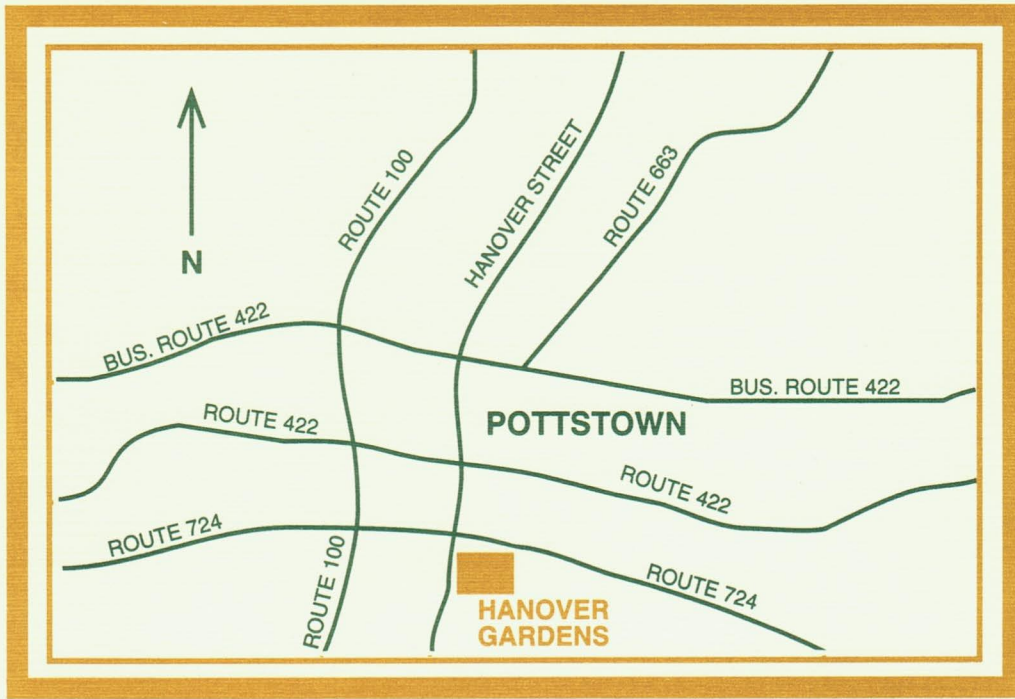 ROUTE 100
HANOVER STREET
ROUTE 663
N
BUS. ROUTE 422
BUS. ROUTE 422
ROUTE 422
POTTSTOWN
ROUTE 422
ROUTE 724
ROUTE 100
ROUTE 724
HANOVER
GARDENS